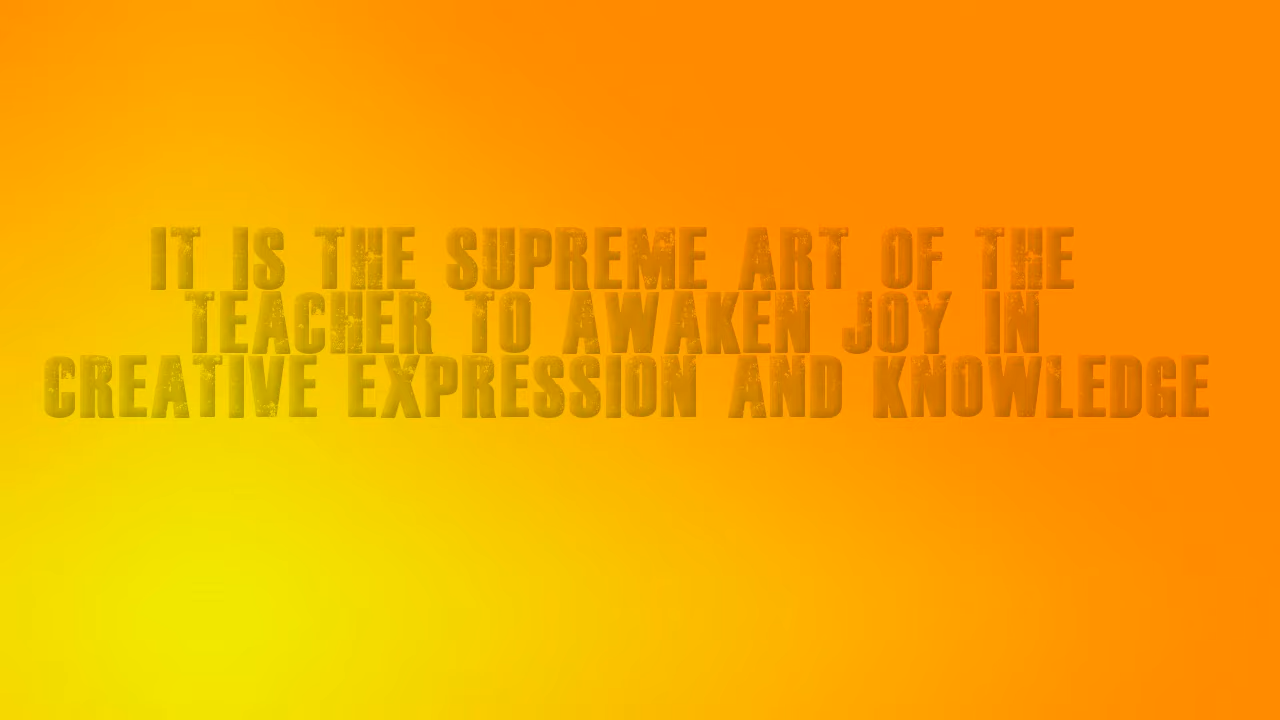 IT IS THE SUPREME ART OF THE
TEACHER TO AWAKEN JOY IN
CREATIVE EXPRESSION AND KNOWLEDGE